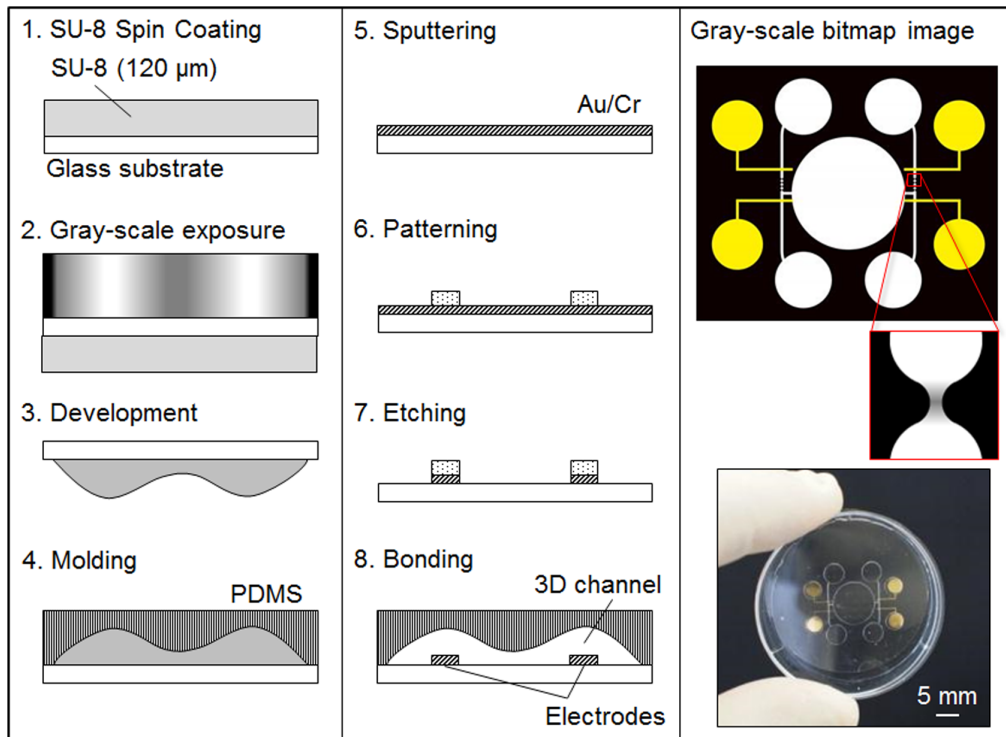 1. SU-8 Spin Coating
SU-8 (120 µm)
Glass substrate
2. Gray-scale exposure
3. Development
4. Molding
PDMS
5. Sputtering
Au/Cr
6. Patterning
7. Etching
8. Bonding
3D channel
Electrodes
Gray-scale bitmap image
5 mm